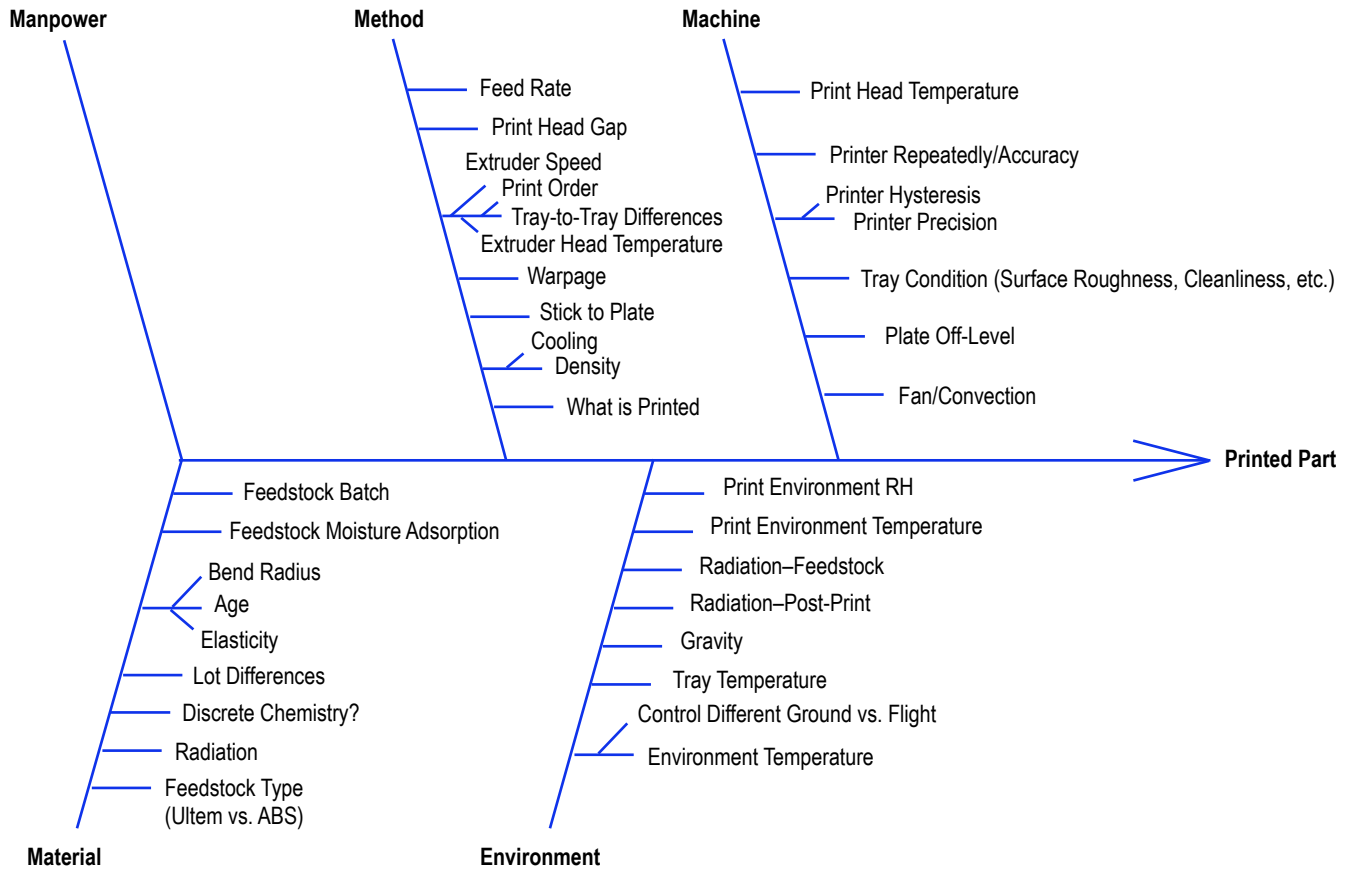 Manpower
Method
Machine
Feed Rate
Print Head Gap
Extruder Speed
Print Order
Tray-to-Tray Differences
Extruder Head Temperature
Warpage
Stick to Plate
Cooling
Density
What is Printed
Print Head Temperature
Printer Repeatedly/Accuracy
Printer Hysteresis
Printer Precision
Tray Condition (Surface Roughness, Cleanliness, etc.)
Plate Off-Level
Fan/Convection
Printed Part
Feedstock Batch
Feedstock Moisture Adsorption
Bend Radius
Age
Elasticity
Lot Differences
Discrete Chemistry?
Radiation
Feedstock Type
(Ultem vs. ABS)
Print Environment RH
Print Environment Temperature
Radiation–Feedstock
Radiation–Post-Print
Gravity
Tray Temperature
Control Different Ground vs. Flight
Environment Temperature
Material
Environment